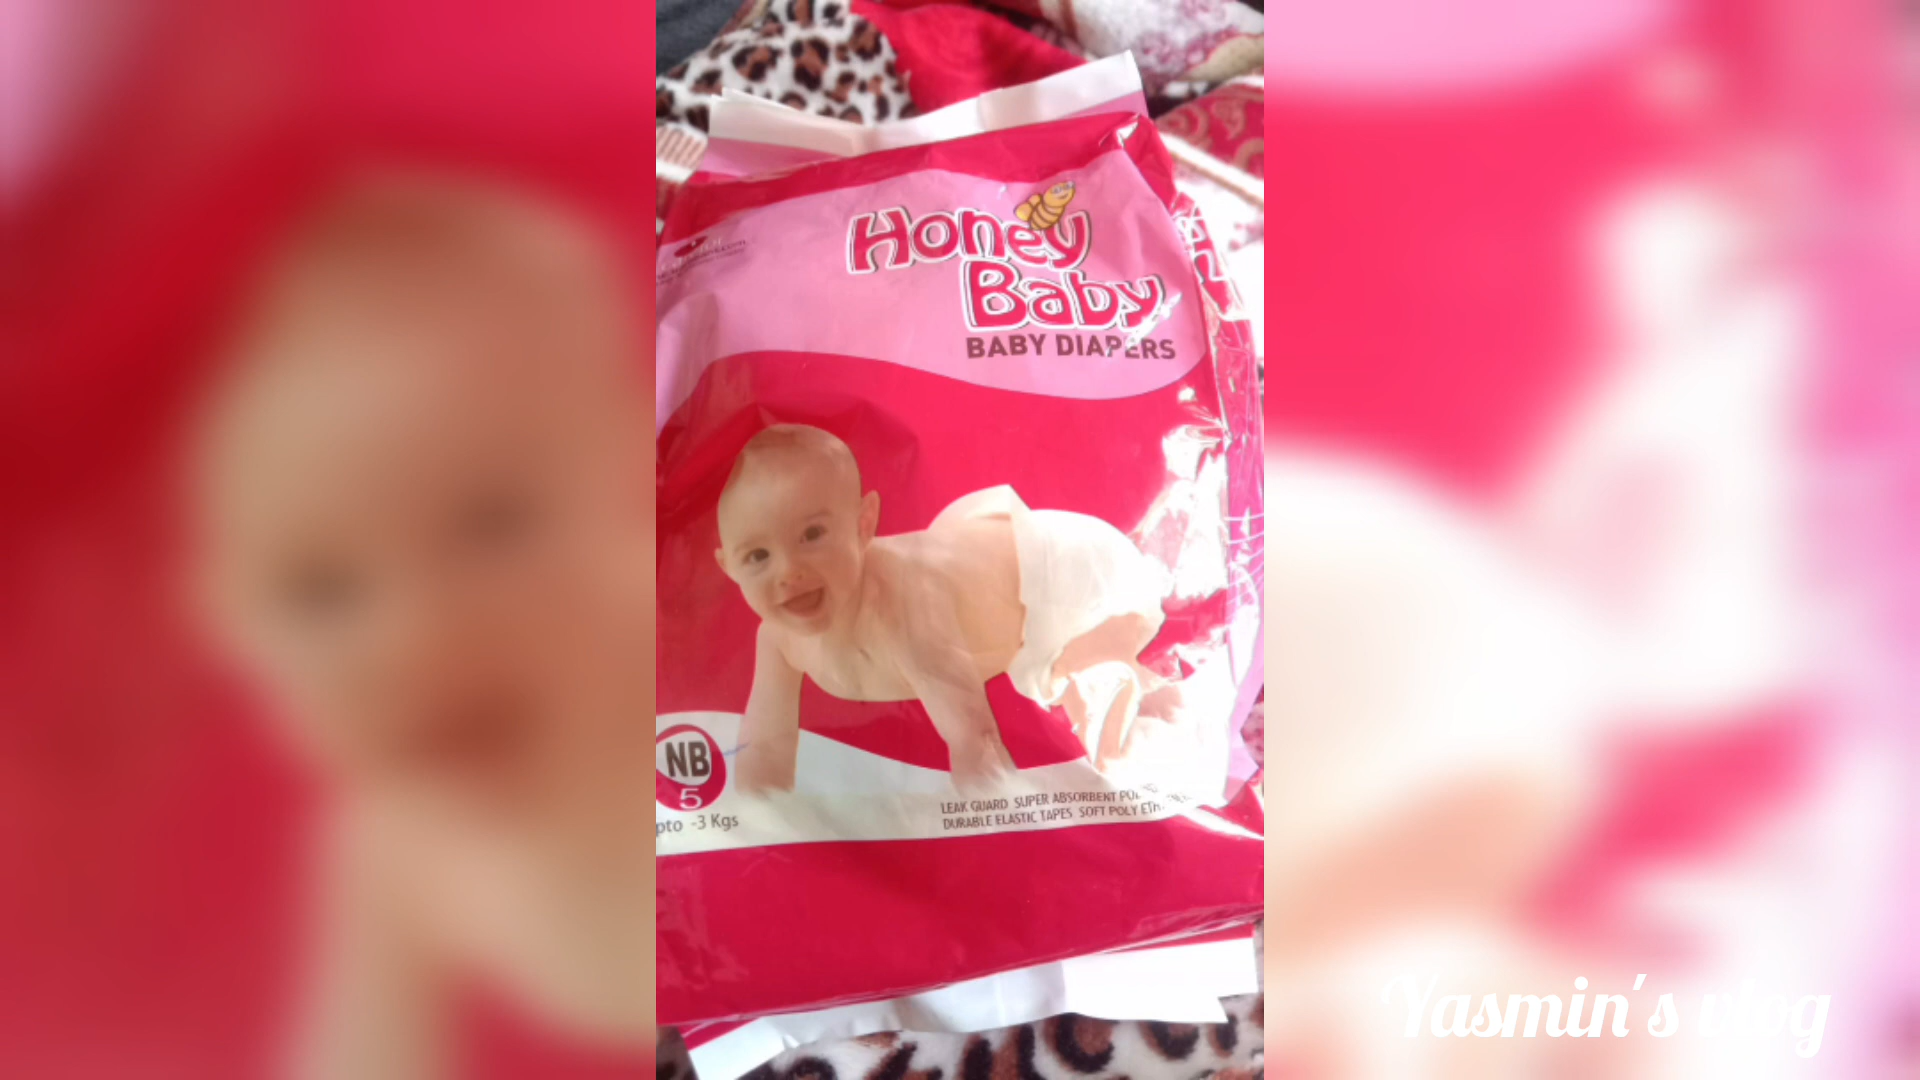 Honey
Baby
BABY DIAPERS
NB
5
pto -3 Kgs
LEAK GUARD SUPER ABSORBENT
DURABLE ELASTIC TAPES SOFT POLY
Yasmin's vlog